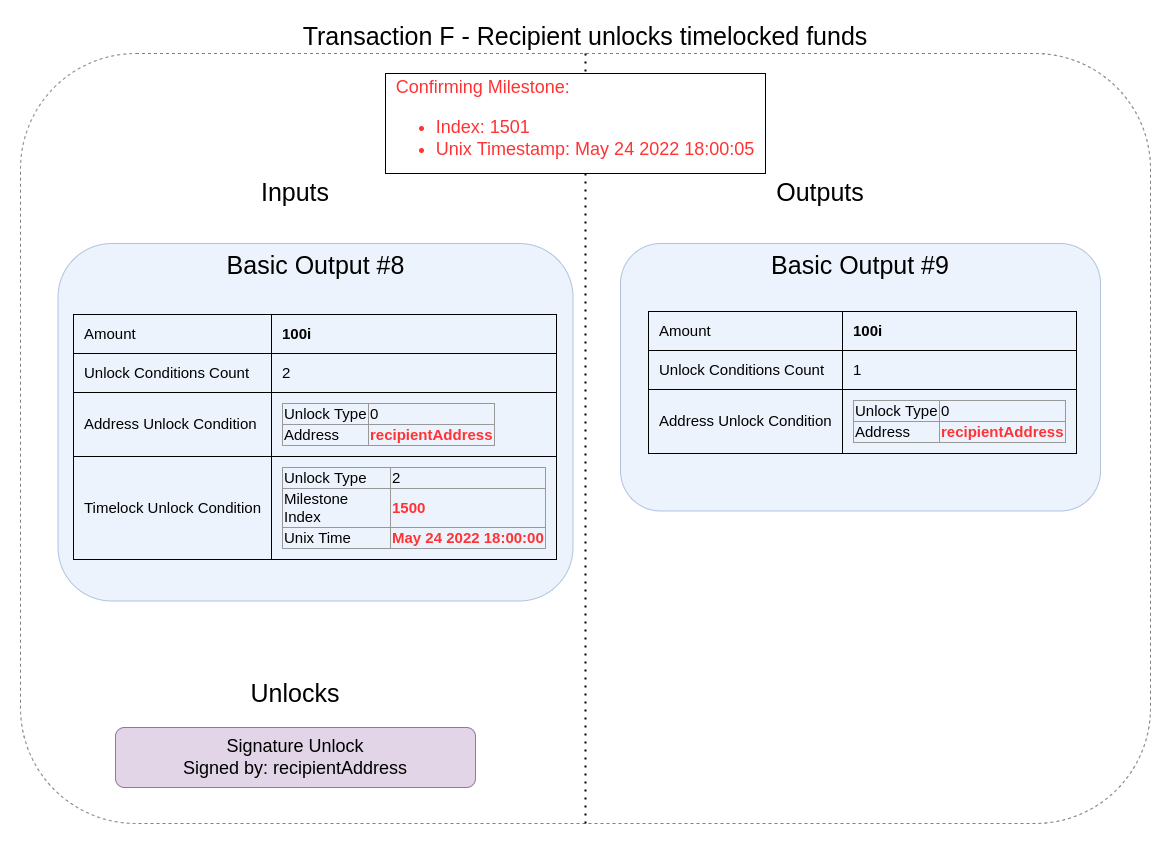 Transaction F - Recipient unlocks timelocked funds
Confirming Milestone:
• Index: 1501
• Unix Timestamp: May 24 2022 18:00:05
Inputs
Outputs
Basic Output #8
Amount 100i
Unlock Conditions Count 2
Address Unlock Condition
Unlock Type 0
Address recipientAddress
Timelock Unlock Condition
Unlock Type 2
Milestone
Index
1500
Unix Time May 24 2022 18:00:00
Basic Output #9
Amount 100i
Unlock Conditions Count 1
Address Unlock Condition
Unlock Type 0
Address recipientAddress
Unlocks
Signature Unlock
Signed by: recipientAddress